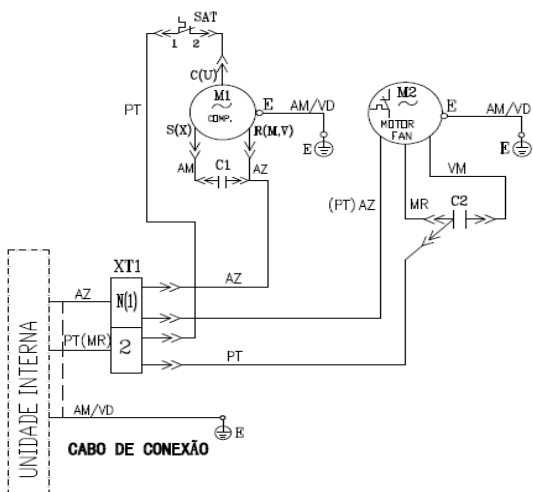 SAT
1 2
C(U)
M1
COMP.
E
AM/VD
E
PT
S(X)
R(M,V)
AM
C1
AZ
M2
MOTOR
FAN
E
AM/VD
E
VM
(PT) AZ
MR
C2
XT1
N(1)
2
AZ
PT
UNIDADE INTERNA
AZ
PT(MR)
AM/VD
E
CABO DE CONEXÃO